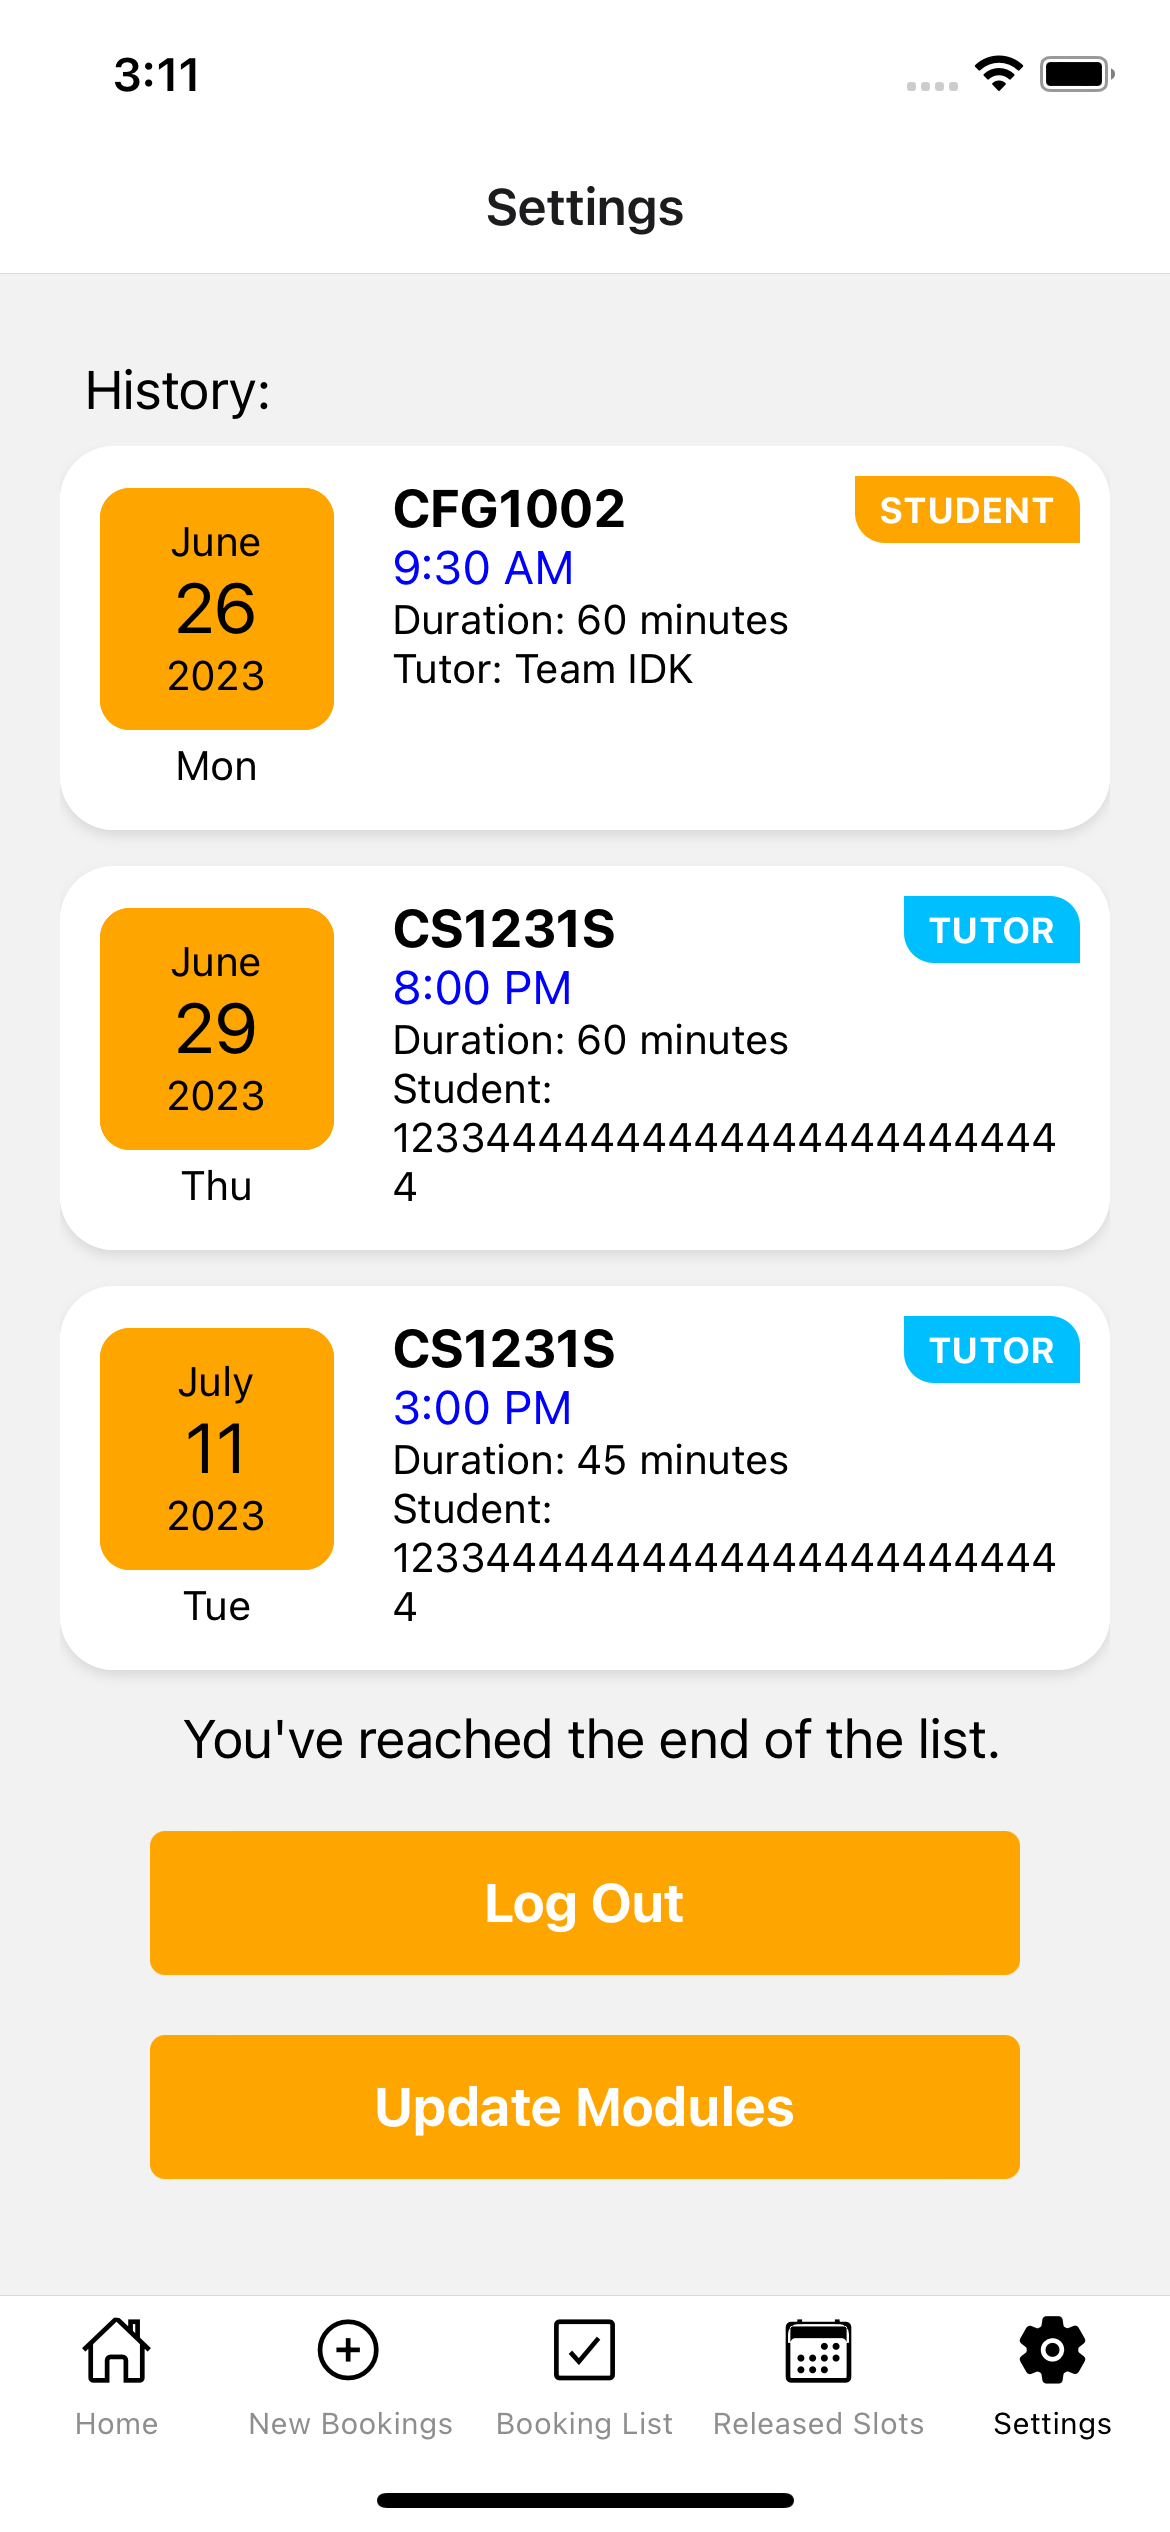 3:11
Settings
History:
June
26
2023
Mon
CFG1002
9:30 AM
Duration: 60 minutes
Tutor: Team IDK
STUDENT
June
29
2023
Thu
CS1231S
8:00 PM
Duration: 60 minutes
Student:
12334444444444444444444444
4
TUTOR
July
11
2023
Tue
CS1231S
3:00 PM
Duration: 45 minutes
Student:
12334444444444444444444444
4
TUTOR
You've reached the end of the list.
Log Out
Update Modules
Home
New Bookings
Booking List
Released Slots
Settings